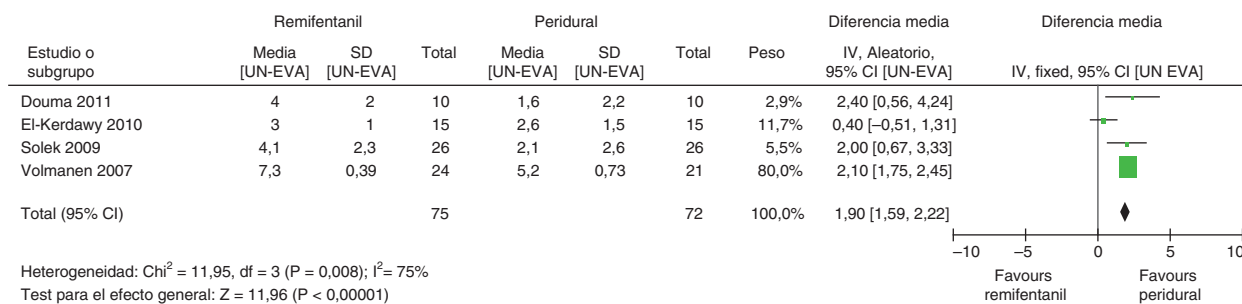 Remifentanil Peridural Diferencia media Diferencia media
Estudio o subgrupo Media [UN-EVA] SD [UN-EVA] Total Media [UN-EVA] SD [UN-EVA] Total Peso IV, Aleatorio, 95% CI [UN-EVA] IV, fixed, 95% CI [UN EVA]
Douma 2011 4 2 10 1,6 2,2 10 2,9% 2,40 [0,56, 4,24]
El-Kerdawy 2010 3 1 15 2,6 1,5 15 11,7% 0,40 [–0,51, 1,31]
Solek 2009 4,1 2,3 26 2,1 2,6 26 5,5% 2,00 [0,67, 3,33]
Volmanen 2007 7,3 0,39 24 5,2 0,73 21 80,0% 2,10 [1,75, 2,45]
Total (95% CI) 75 72 100,0% 1,90 [1,59, 2,22]
–10 –5 0 5 10
Heterogeneidad: Chi² = 11,95, df = 3 (P = 0,008); I²= 75%
Test para el efecto general: Z = 11,96 (P < 0,00001)
Favours remifentanil Favours peridural